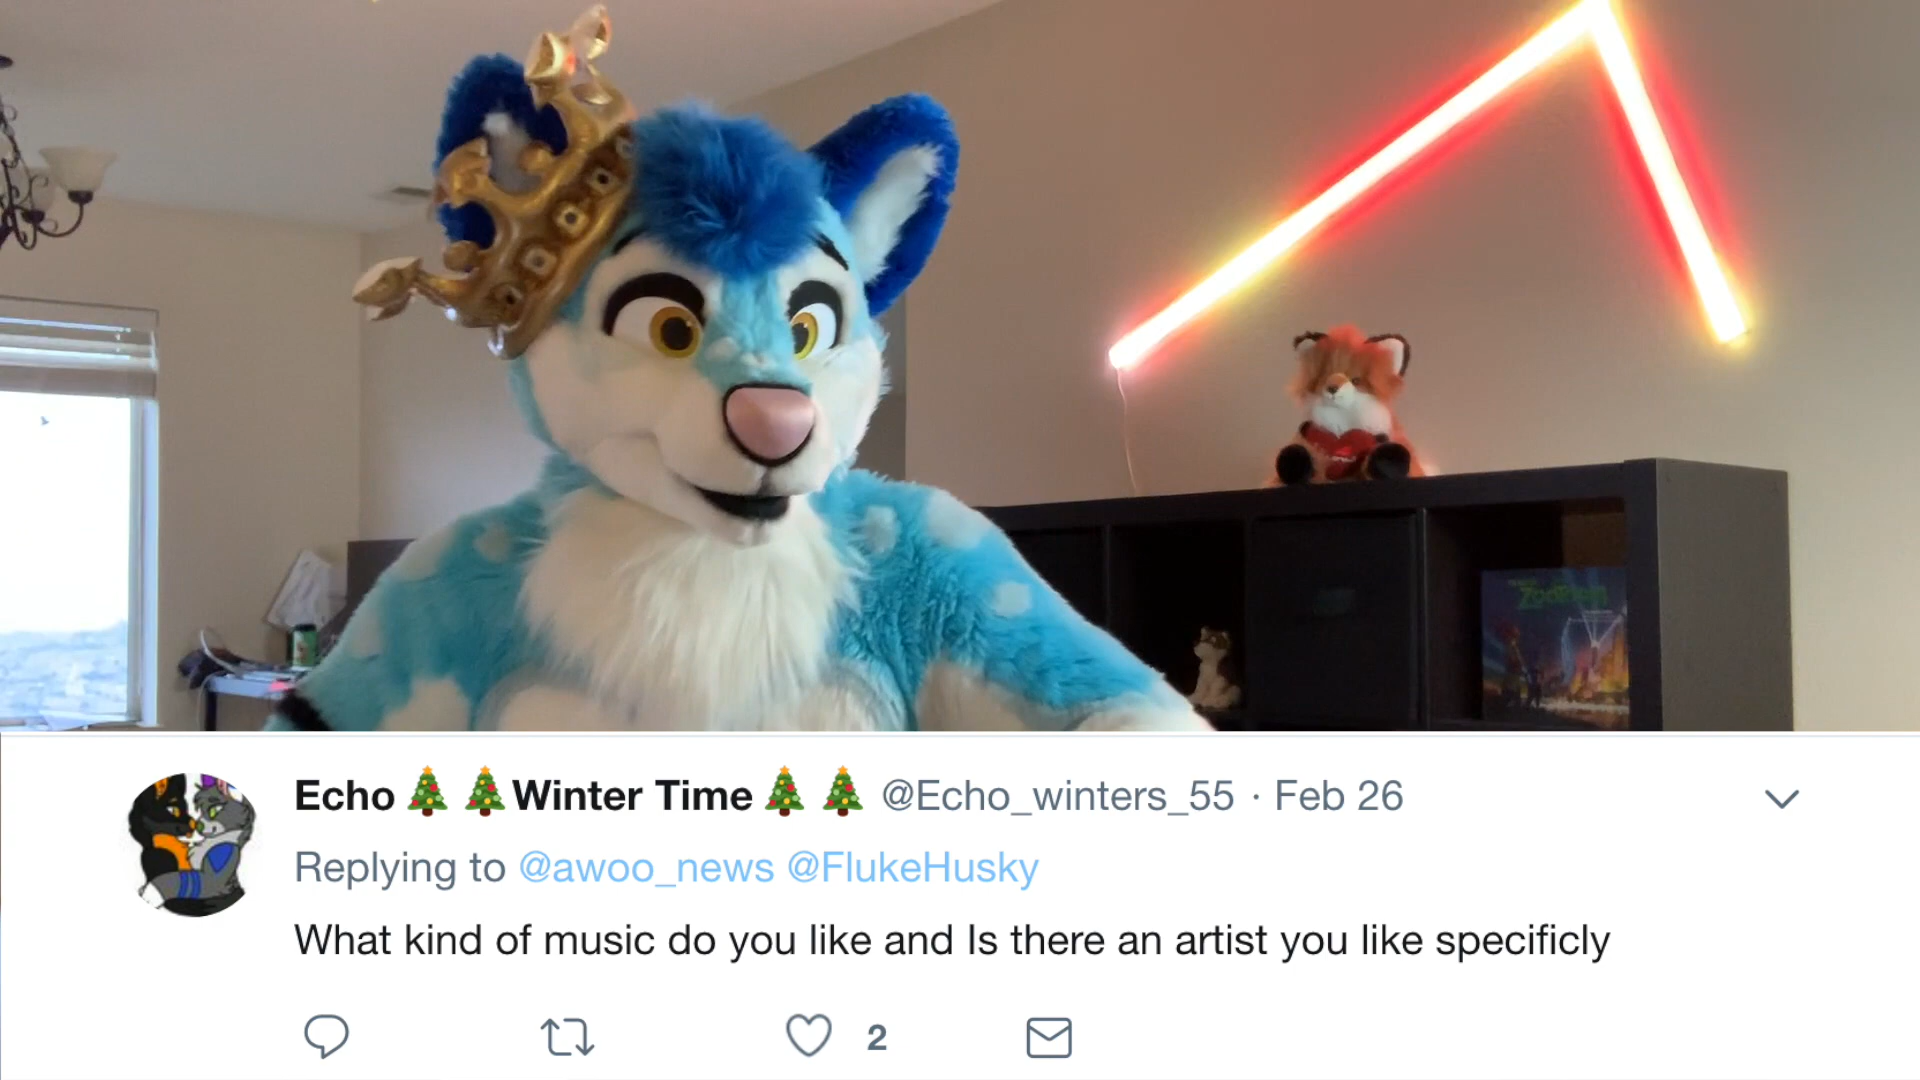 Zootopia
Echo🎄 🎄Winter Time🎄 🎄 @Echo_winters_55 · Feb 26
Replying to @awoo_news @FlukeHusky
What kind of music do you like and Is there an artist you like specificly
2